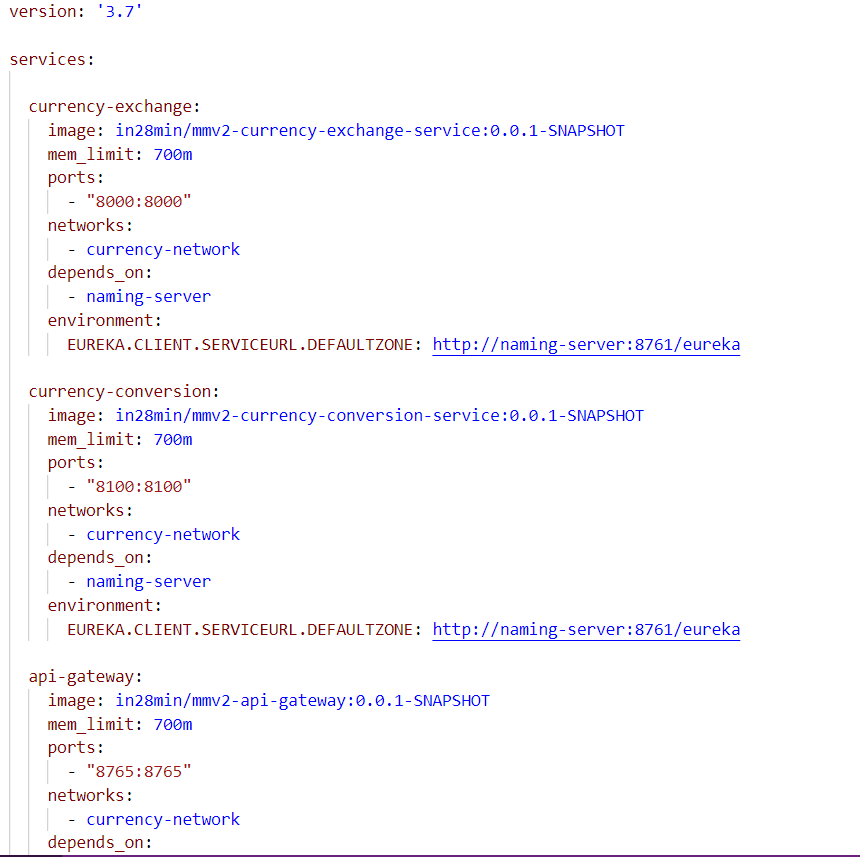 version: '3.7'
services:
currency-exchange:
image: in28min/mmv2-currency-exchange-service:0.0.1-SNAPSHOT
mem_limit: 700m
ports:
- "8000:8000"
networks:
- currency-network
depends_on:
- naming-server
environment:
EUREKA.CLIENT.SERVICEURL.DEFAULTZONE: http://naming-server:8761/eureka
currency-conversion:
image: in28min/mmv2-currency-conversion-service:0.0.1-SNAPSHOT
mem_limit: 700m
ports:
- "8100:8100"
networks:
- currency-network
depends_on:
- naming-server
environment:
EUREKA.CLIENT.SERVICEURL.DEFAULTZONE: http://naming-server:8761/eureka
api-gateway:
image: in28min/mmv2-api-gateway:0.0.1-SNAPSHOT
mem_limit: 700m
ports:
- "8765:8765"
networks:
- currency-network
depends_on: